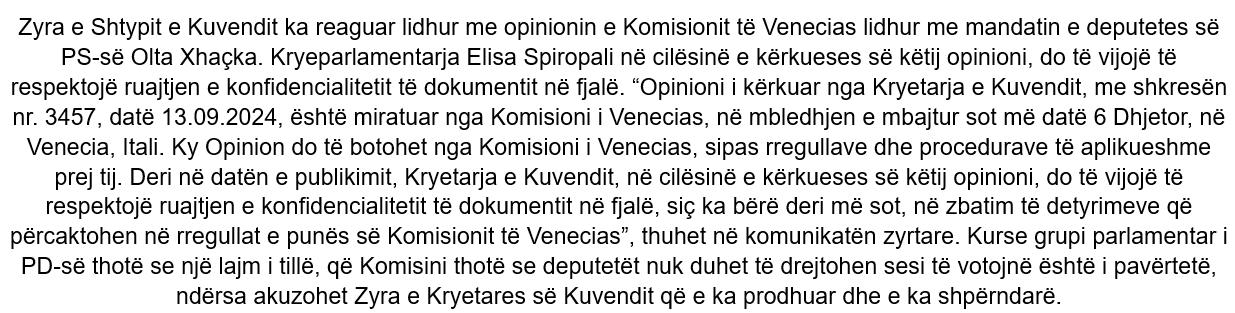 Zyra e Shtypit e Kuvendit ka reaguar lidhur me opinionin e Komisionit të Venecias lidhur me mandatin e deputetes së
PS-së Olta Xhaçka. Kryeparlamentarja Elisa Spiropali në cilësinë e kërkueses së këtij opinioni, do të vijojë të
respektojë ruajtjen e konfidencialitetit të dokumentit në fjalë. “Opinioni i kërkuar nga Kryetarja e Kuvendit, me shkresën
nr. 3457, datë 13.09.2024, është miratuar nga Komisioni i Venecias, në mbledhjen e mbajtur sot më datë 6 Dhjetor, në
Venecia, Itali. Ky Opinion do të botohet nga Komisioni i Venecias, sipas rregullave dhe procedurave të aplikueshme
prej tij. Deri në datën e publikimit, Kryetarja e Kuvendit, në cilësinë e kërkueses së këtij opinioni, do të vijojë të
respektojë ruajtjen e konfidencialitetit të dokumentit në fjalë, siç ka bërë deri më sot, në zbatim të detyrimeve që
përcaktohen në rregullat e punës së Komisionit të Venecias”, thuhet në komunikatën zyrtare. Kurse grupi parlamentar i
PD-së thotë se një lajm i tillë, që Komisini thotë se deputetët nuk duhet të drejtohen sesi të votojnë është i pavërtetë,
ndërsa akuzohet Zyra e Kryetares së Kuvendit që e ka prodhuar dhe e ka shpërndarë.